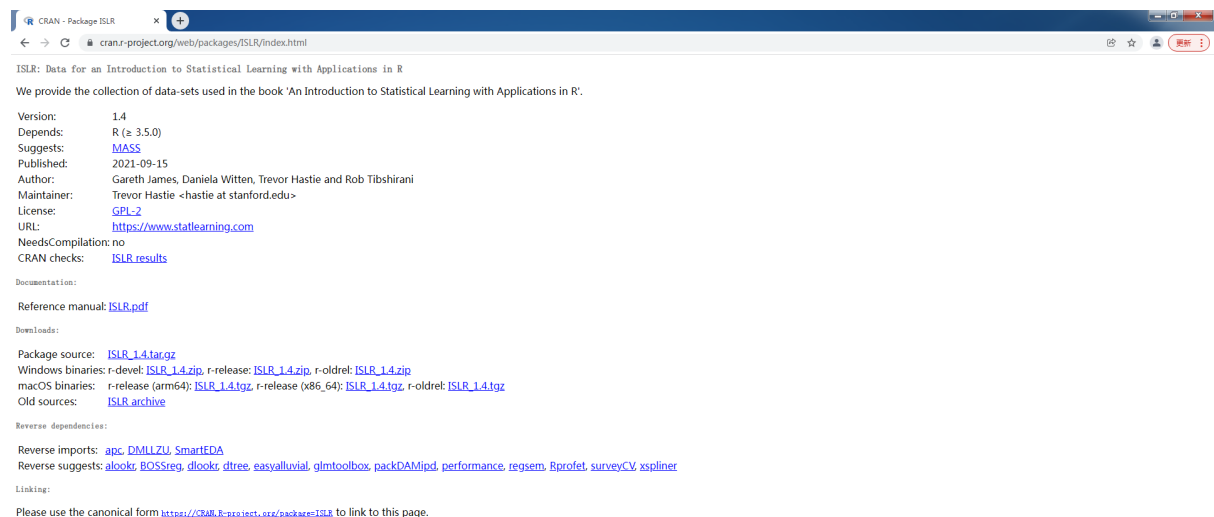 CRAN - Package ISLR
cran.r-project.org/web/packages/ISLR/index.html
更新
ISLR: Data for an Introduction to Statistical Learning with Applications in R
We provide the collection of data-sets used in the book 'An Introduction to Statistical Learning with Applications in R'.
Version: 1.4
Depends: R (≥ 3.5.0)
Suggests: MASS
Published: 2021-09-15
Author: Gareth James, Daniela Witten, Trevor Hastie and Rob Tibshirani
Maintainer: Trevor Hastie <hastie at stanford.edu>
License: GPL-2
URL: https://www.statlearning.com
NeedsCompilation: no
CRAN checks: ISLR results
Documentation:
Reference manual: ISLR.pdf
Downloads:
Package source: ISLR_1.4.tar.gz
Windows binaries: r-devel: ISLR_1.4.zip, r-release: ISLR_1.4.zip, r-oldrel: ISLR_1.4.zip
macOS binaries: r-release (arm64): ISLR_1.4.tgz, r-release (x86_64): ISLR_1.4.tgz, r-oldrel: ISLR_1.4.tgz
Old sources: ISLR archive
Reverse dependencies:
Reverse imports: apc, DMLLZU, SmartEDA
Reverse suggests: alookr, BOSSreg, dlookr, dtree, easyalluvial, glmtoolbox, packDAMipd, performance, regsem, Rprofet, surveyCV, xspliner
Linking:
Please use the canonical form https://CRAN.R-project.org/package=ISLR to link to this page.